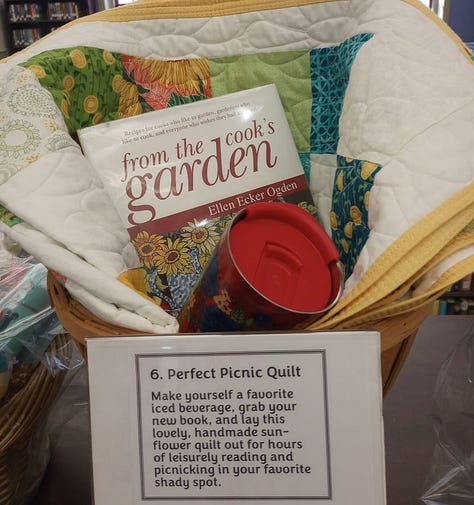 Recipes for cooks who like to garden, gardeners who
like to cook, and everyone who wishes they had a
from the cook's
garden
Ellen Ecker Ogden
6. Perfect Picnic Quilt
Make yourself a favorite
iced beverage, grab your
new book, and lay this
lovely, handmade sun-
flower quilt out for hours
of leisurely reading and
picnicking in your favorite
shady spot.